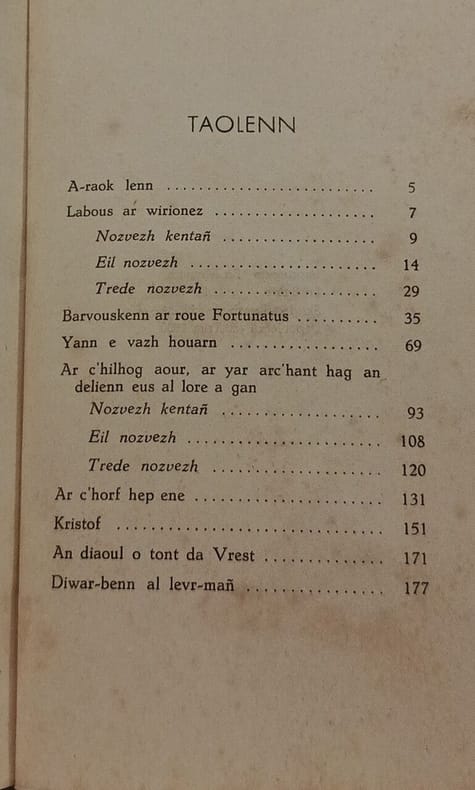 TAOLENN
A-raok lenn .......................... 5
Labous ar wirionez .................... 7
Nozvezh kentañ ................... 9
Eil nozvezh ....................... 14
Trede nozvezh .................... 29
Barvouskenn ar roue Fortunatus .......... 35
Yann e vazh houarn .................. 69
Ar c'hilhog aour, ar yar arc'hant hag an
delienn eus al lore a gan
Nozvezh kentañ ................... 93
Eil nozvezh ....................... 108
Trede nozvezh .................... 120
Ar c'horf hep ene ...................... 131
Kristof ............................... 151
An diaoul o tont da Vrest .............. 171
Diwar-benn al levr-mañ ................ 177